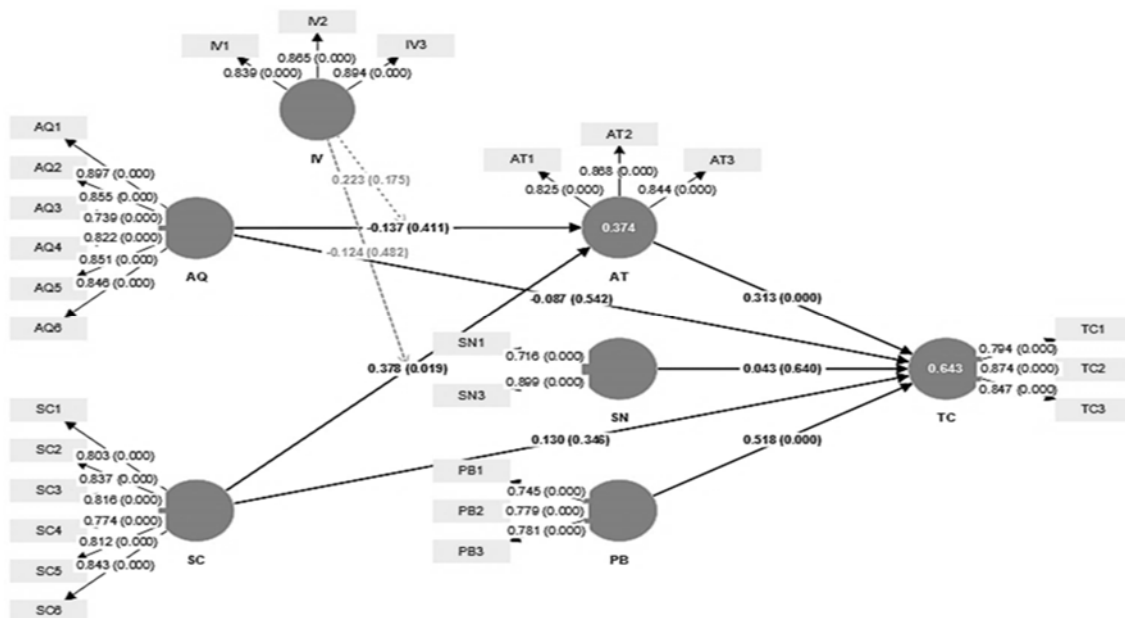 IV2
IV1
IV3
0.865 (0.000)
0.839 (0.000)
0.894 (0.000)
IV
AQ1
AQ2
AQ3
AQ4
AQ5
AQ6
0.897 (0.000)
0.855 (0.000)
0.739 (0.000)
0.822 (0.000)
0.851 (0.000)
0.846 (0.000)
AQ
0.223 (0.175)
-0.137 (0.411)
-0.124 (0.482)
AT2
AT1
AT3
0.868 (0.000)
0.825 (0.000)
0.844 (0.000)
0.374
AT
-0.087 (0.542)
0.313 (0.000)
SN1
0.716 (0.000)
0.899 (0.000)
SN3
SN
0.378 (0.019)
0.043 (0.640)
0.643
TC
0.794 (0.000)
0.874 (0.000)
0.847 (0.000)
TC1
TC2
TC3
SC1
SC2
SC3
SC4
SC5
SC6
0.803 (0.000)
0.837 (0.000)
0.816 (0.000)
0.774 (0.000)
0.812 (0.000)
0.843 (0.000)
SC
0.130 (0.346)
0.518 (0.000)
PB1
PB2
PB3
0.745 (0.000)
0.779 (0.000)
0.781 (0.000)
PB